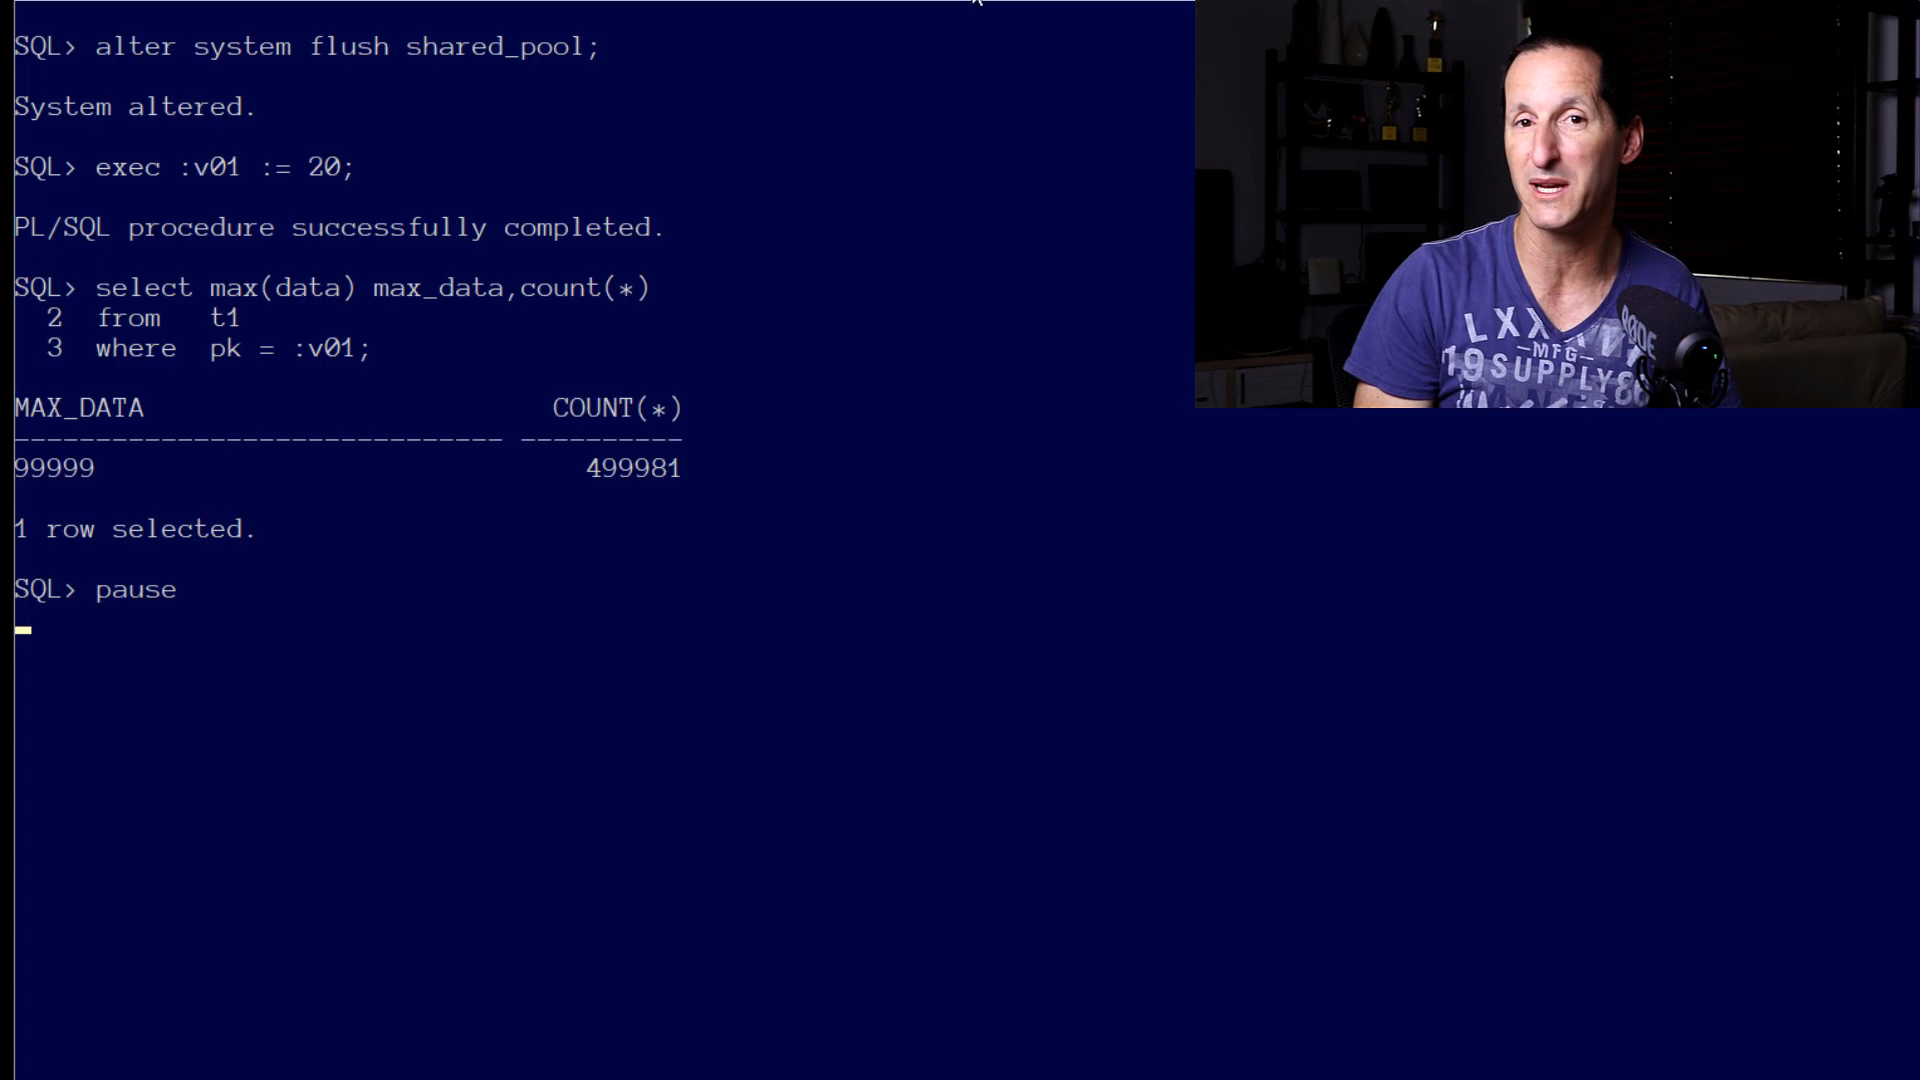 SQL> alter system flush shared_pool;
System altered.
SQL> exec :v01 := 20;
PL/SQL procedure successfully completed.
SQL> select max(data) max_data,count(*)
  2  from   t1
  3  where  pk = :v01;
MAX_DATA                         COUNT(*)
------------------------------ ----------
99999                              499981
1 row selected.
SQL> pause
LXX
MFG
19SUPPLY8
RODE